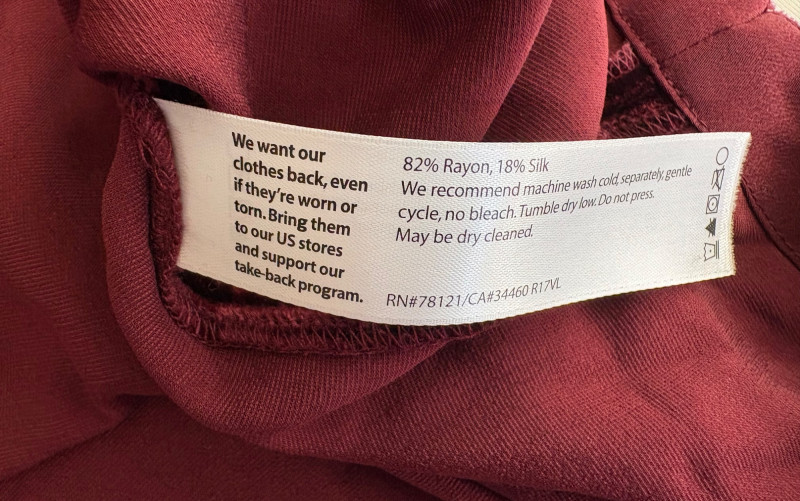 We want our
clothes back, even
if they're worn or
torn. Bring them
to our US stores
and support our
take-back program.
82% Rayon, 18% Silk
We recommend machine wash cold, separately, gentle
cycle, no bleach. Tumble dry low. Do not press.
May be dry cleaned.
RN#78121/CA#34460 R17VL